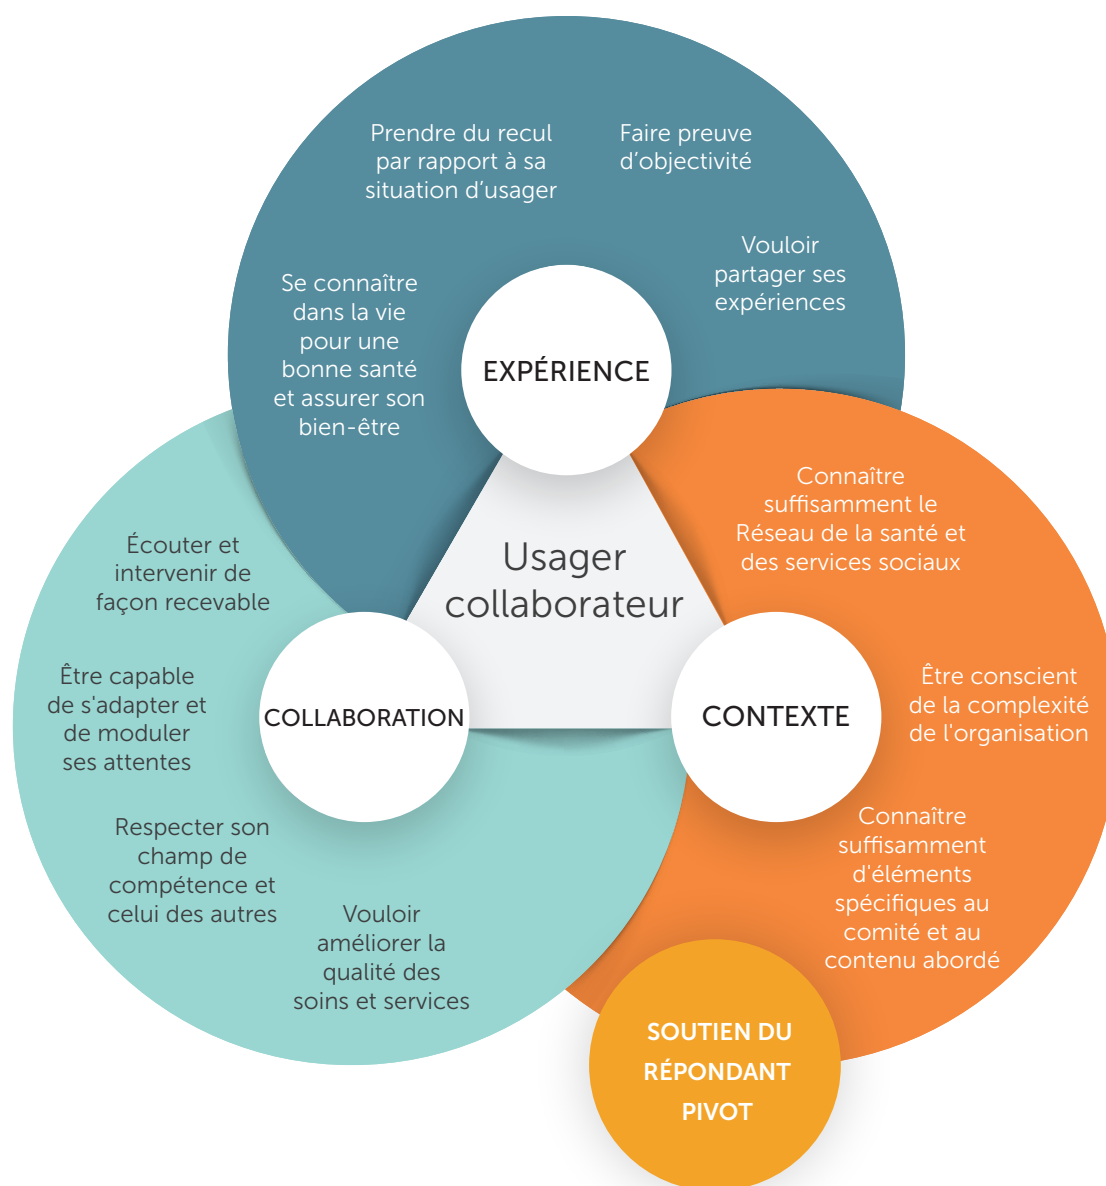 Prendre du recul
par rapport à sa
situation d’usager
Faire preuve
d’objectivité
Vouloir
partager ses
expériences
Se connaître
dans la vie
pour une
bonne santé
et assurer son
bien-être
EXPÉRIENCE
Usager
collaborateur
Connaître
suffisamment le
Réseau de la santé et
des services sociaux
Être conscient
de la complexité
de l'organisation
Connaître
suffisamment
d'éléments
spécifiques au
comité et au
contenu abordé
CONTEXTE
Écouter et
intervenir de
façon recevable
Être capable
de s'adapter et
de moduler
ses attentes
Respecter son
champ de
compétence et
celui des autres
Vouloir
améliorer la
qualité des
soins et services
COLLABORATION
SOUTIEN DU
RÉPONDANT
PIVOT